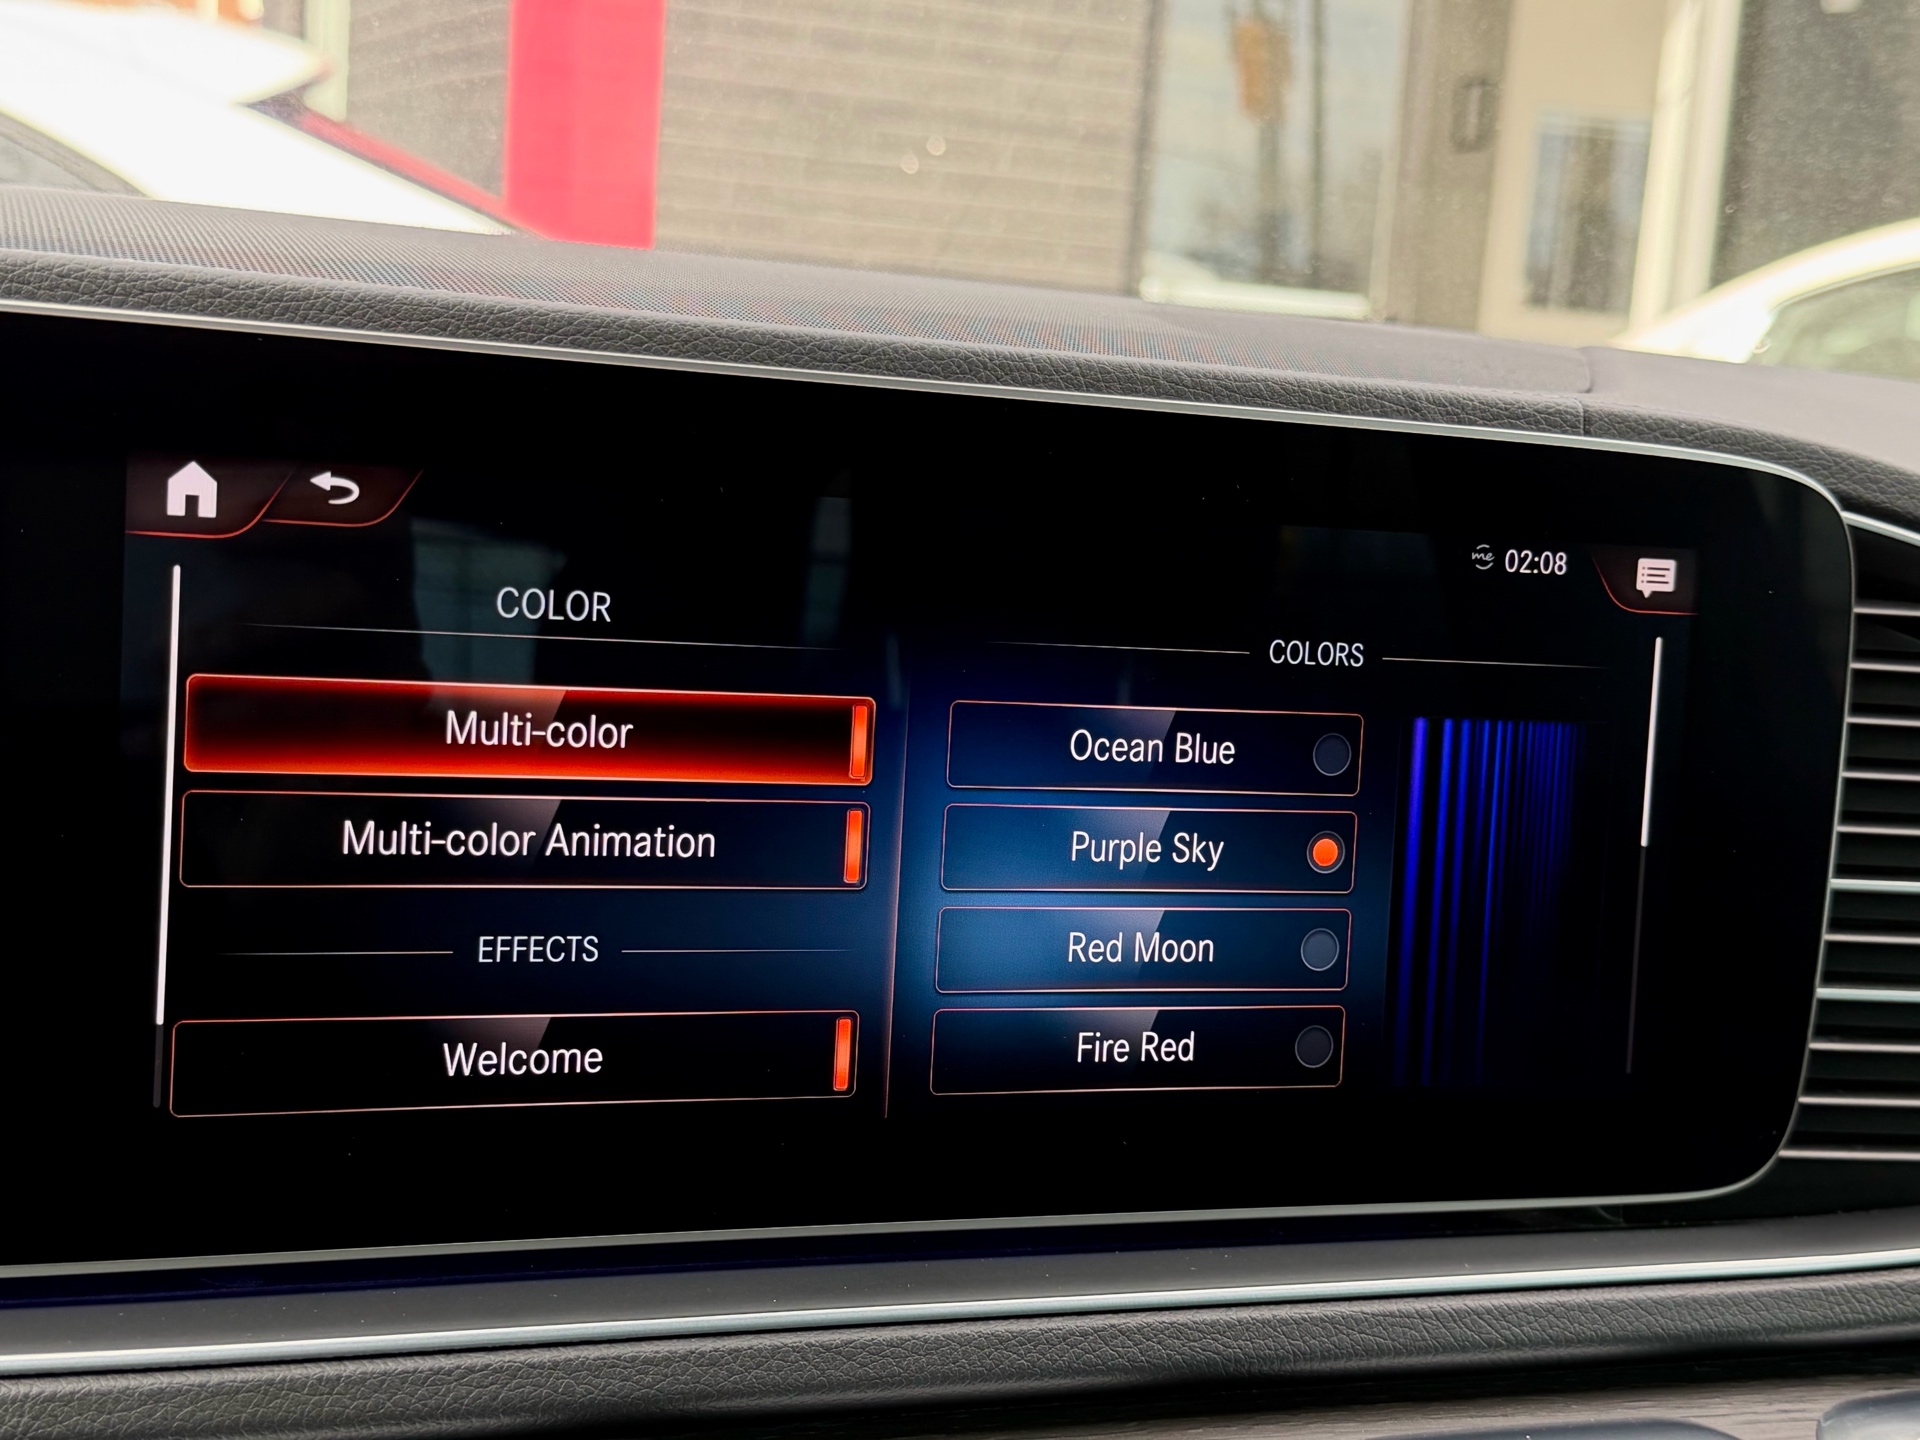 me 02:08
COLOR
Multi-color
Multi-color Animation
EFFECTS
Welcome
COLORS
Ocean Blue
Purple Sky
Red Moon
Fire Red